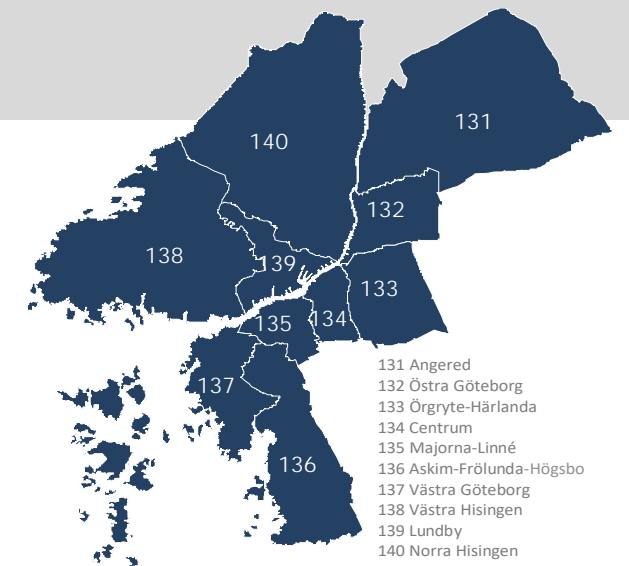 131
140
132
138
139
133
135
134
137
136
131 Angered
132 Östra Göteborg
133 Örgryte-Härlanda
134 Centrum
135 Majorna-Linné
136 Askim-Frölunda-Högsbo
137 Västra Göteborg
138 Västra Hisingen
139 Lundby
140 Norra Hisingen